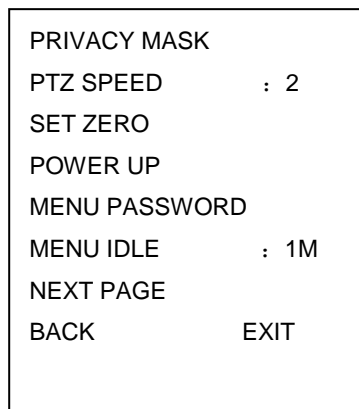 PRIVACY MASK
PTZ SPEED ：2
SET ZERO
POWER UP
MENU PASSWORD
MENU IDLE ：1M
NEXT PAGE
BACK EXIT